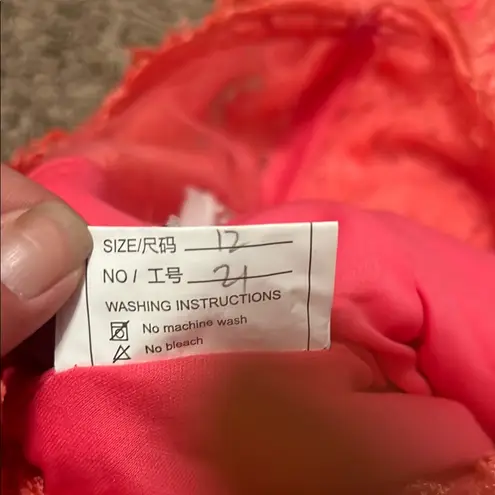 SIZE/尺码 12
NO / 工号 21
WASHING INSTRUCTIONS
No machine wash
No bleach